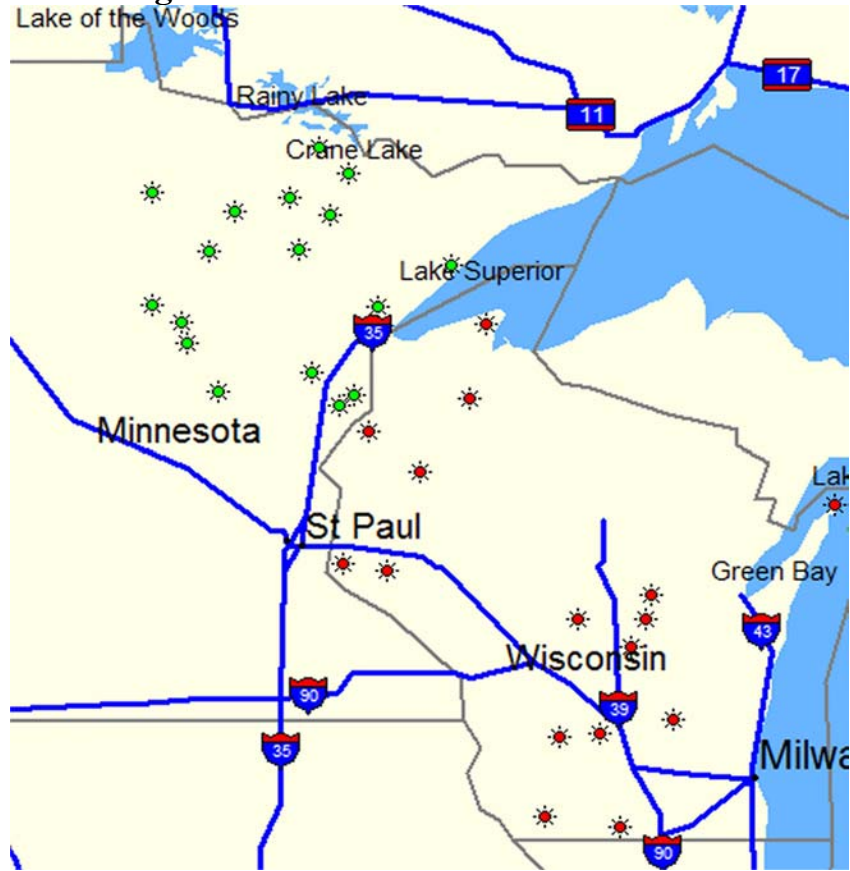 Lake of the Woods
17
Rainy Lake
11
Crane Lake
Lake Superior
35
Minnesota
Lak
St Paul
Green Bay
43
Wisconsin
90
39
35
Milwa
90